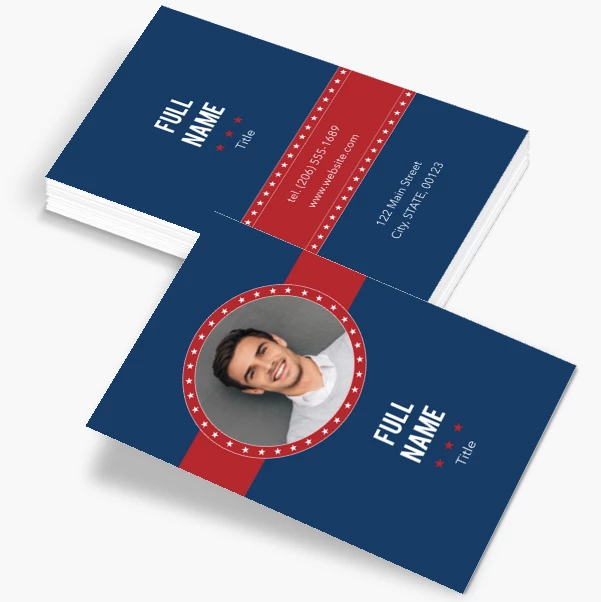 FULL
NAME
Title
tel. (206) 555-1689
www.website.com
122 Main Street
City, STATE, 00123
FULL
NAME
Title